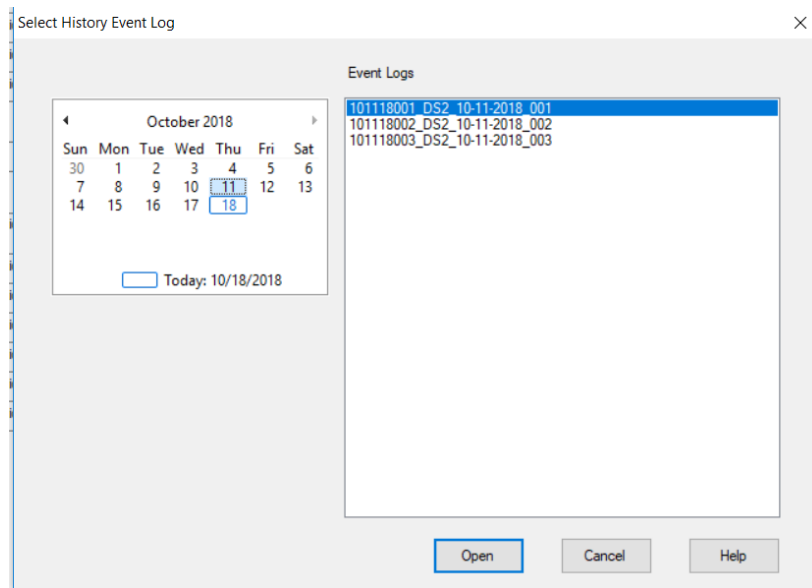 Select History Event Log
Event Logs
October 2018
Sun Mon Tue Wed Thu Fri Sat
30 1 2 3 4 5 6
7 8 9 10 11 12 13
14 15 16 17 18
Today: 10/18/2018
101118001_DS2_10-11-2018_001
101118002_DS2_10-11-2018_002
101118003_DS2_10-11-2018_003
Open Cancel Help